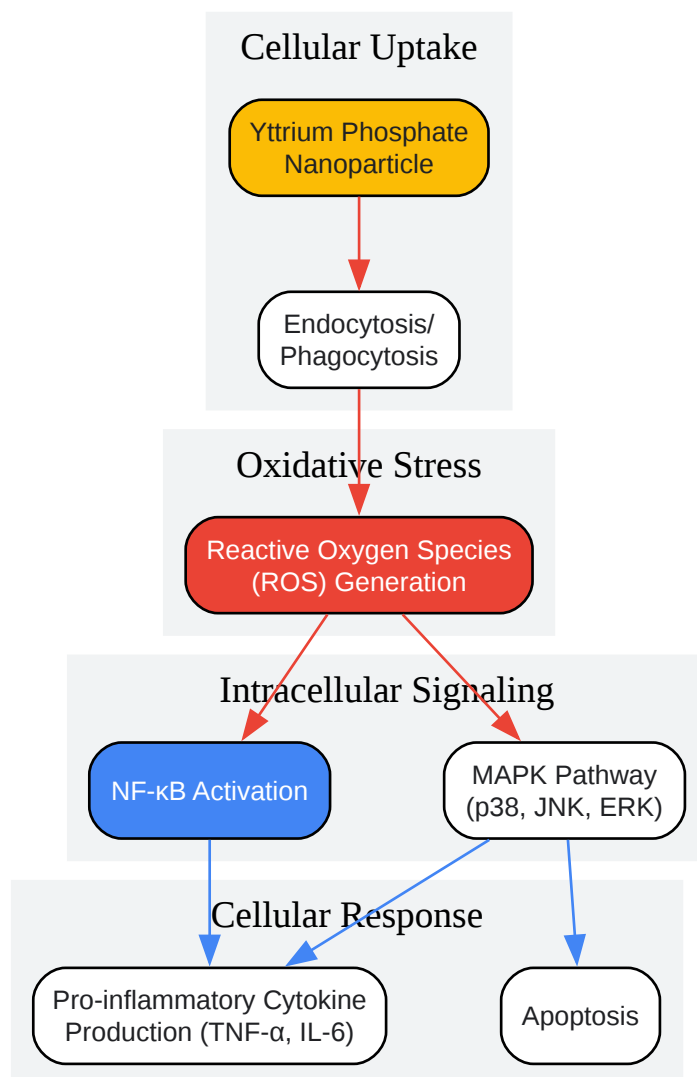 Cellular Uptake
Yttrium Phosphate
Nanoparticle
Endocytosis/
Phagocytosis
Oxidative Stress
Reactive Oxygen Species
(ROS) Generation
Intracellular Signaling
NF-κB Activation
MAPK Pathway
(p38, JNK, ERK)
Cellular Response
Pro-inflammatory Cytokine
Production (TNF-α, IL-6)
Apoptosis